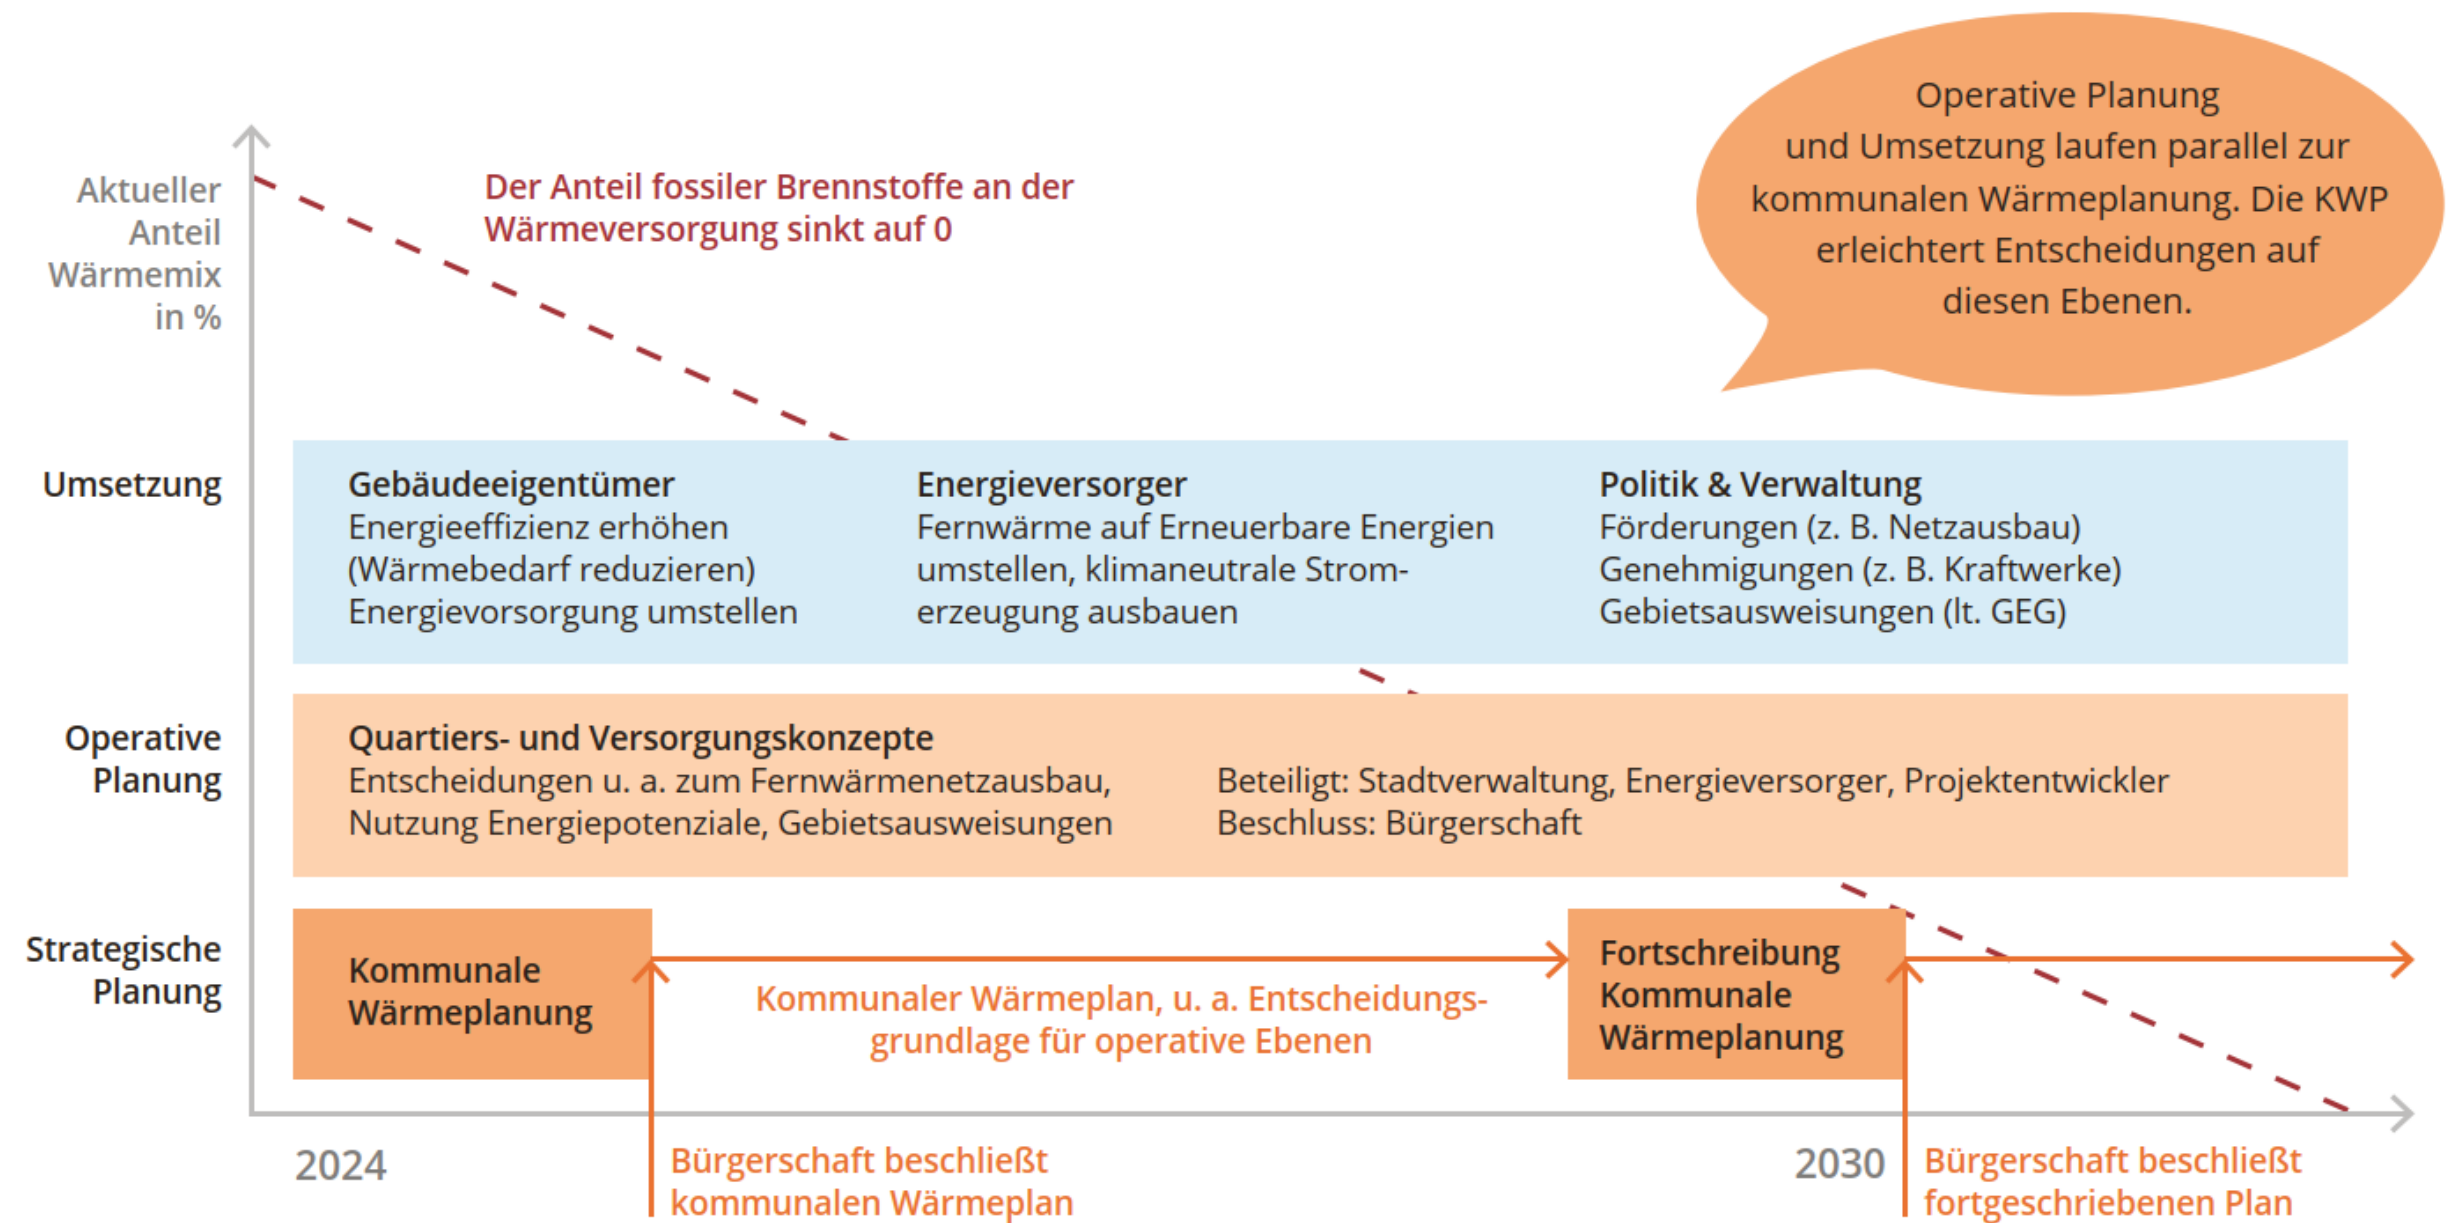 Operative Planung
und Umsetzung laufen parallel zur
kommunalen Wärmeplanung. Die KWP
erleichtert Entscheidungen auf
diesen Ebenen.
Aktueller
Anteil
Wärmemix
in %
Der Anteil fossiler Brennstoffe an der
Wärmeversorgung sinkt auf 0
Umsetzung
Gebäudeeigentümer
Energieeffizienz erhöhen
(Wärmebedarf reduzieren)
Energievorsorgung umstellen
Energieversorger
Fernwärme auf Erneuerbare Energien
umstellen, klimaneutrale Strom-
erzeugung ausbauen
Politik & Verwaltung
Förderungen (z. B. Netzausbau)
Genehmigungen (z. B. Kraftwerke)
Gebietsausweisungen (lt. GEG)
Operative
Planung
Quartiers- und Versorgungskonzepte
Entscheidungen u. a. zum Fernwärmenetzausbau,
Nutzung Energiepotenziale, Gebietsausweisungen
Beteiligt: Stadtverwaltung, Energieversorger, Projektentwickler
Beschluss: Bürgerschaft
Strategische
Planung
Kommunale
Wärmeplanung
Kommunaler Wärmeplan, u. a. Entscheidungs-
grundlage für operative Ebenen
Fortschreibung
Kommunale
Wärmeplanung
2024
Bürgerschaft beschließt
kommunalen Wärmeplan
2030
Bürgerschaft beschließt
fortgeschriebenen Plan